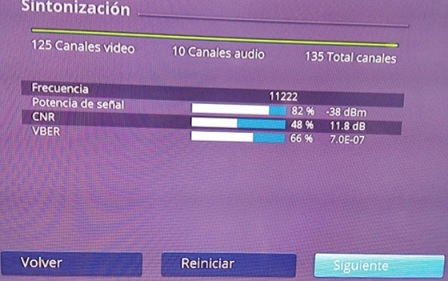 Sintonización
125 Canales video 10 Canales audio 135 Total canales
Frecuencia 11222
Potencia de señal 82 % -38 dBm
CNR 48 % 11.8 dB
VBER 66 % 7.0E-07
Volver Reiniciar Siguiente